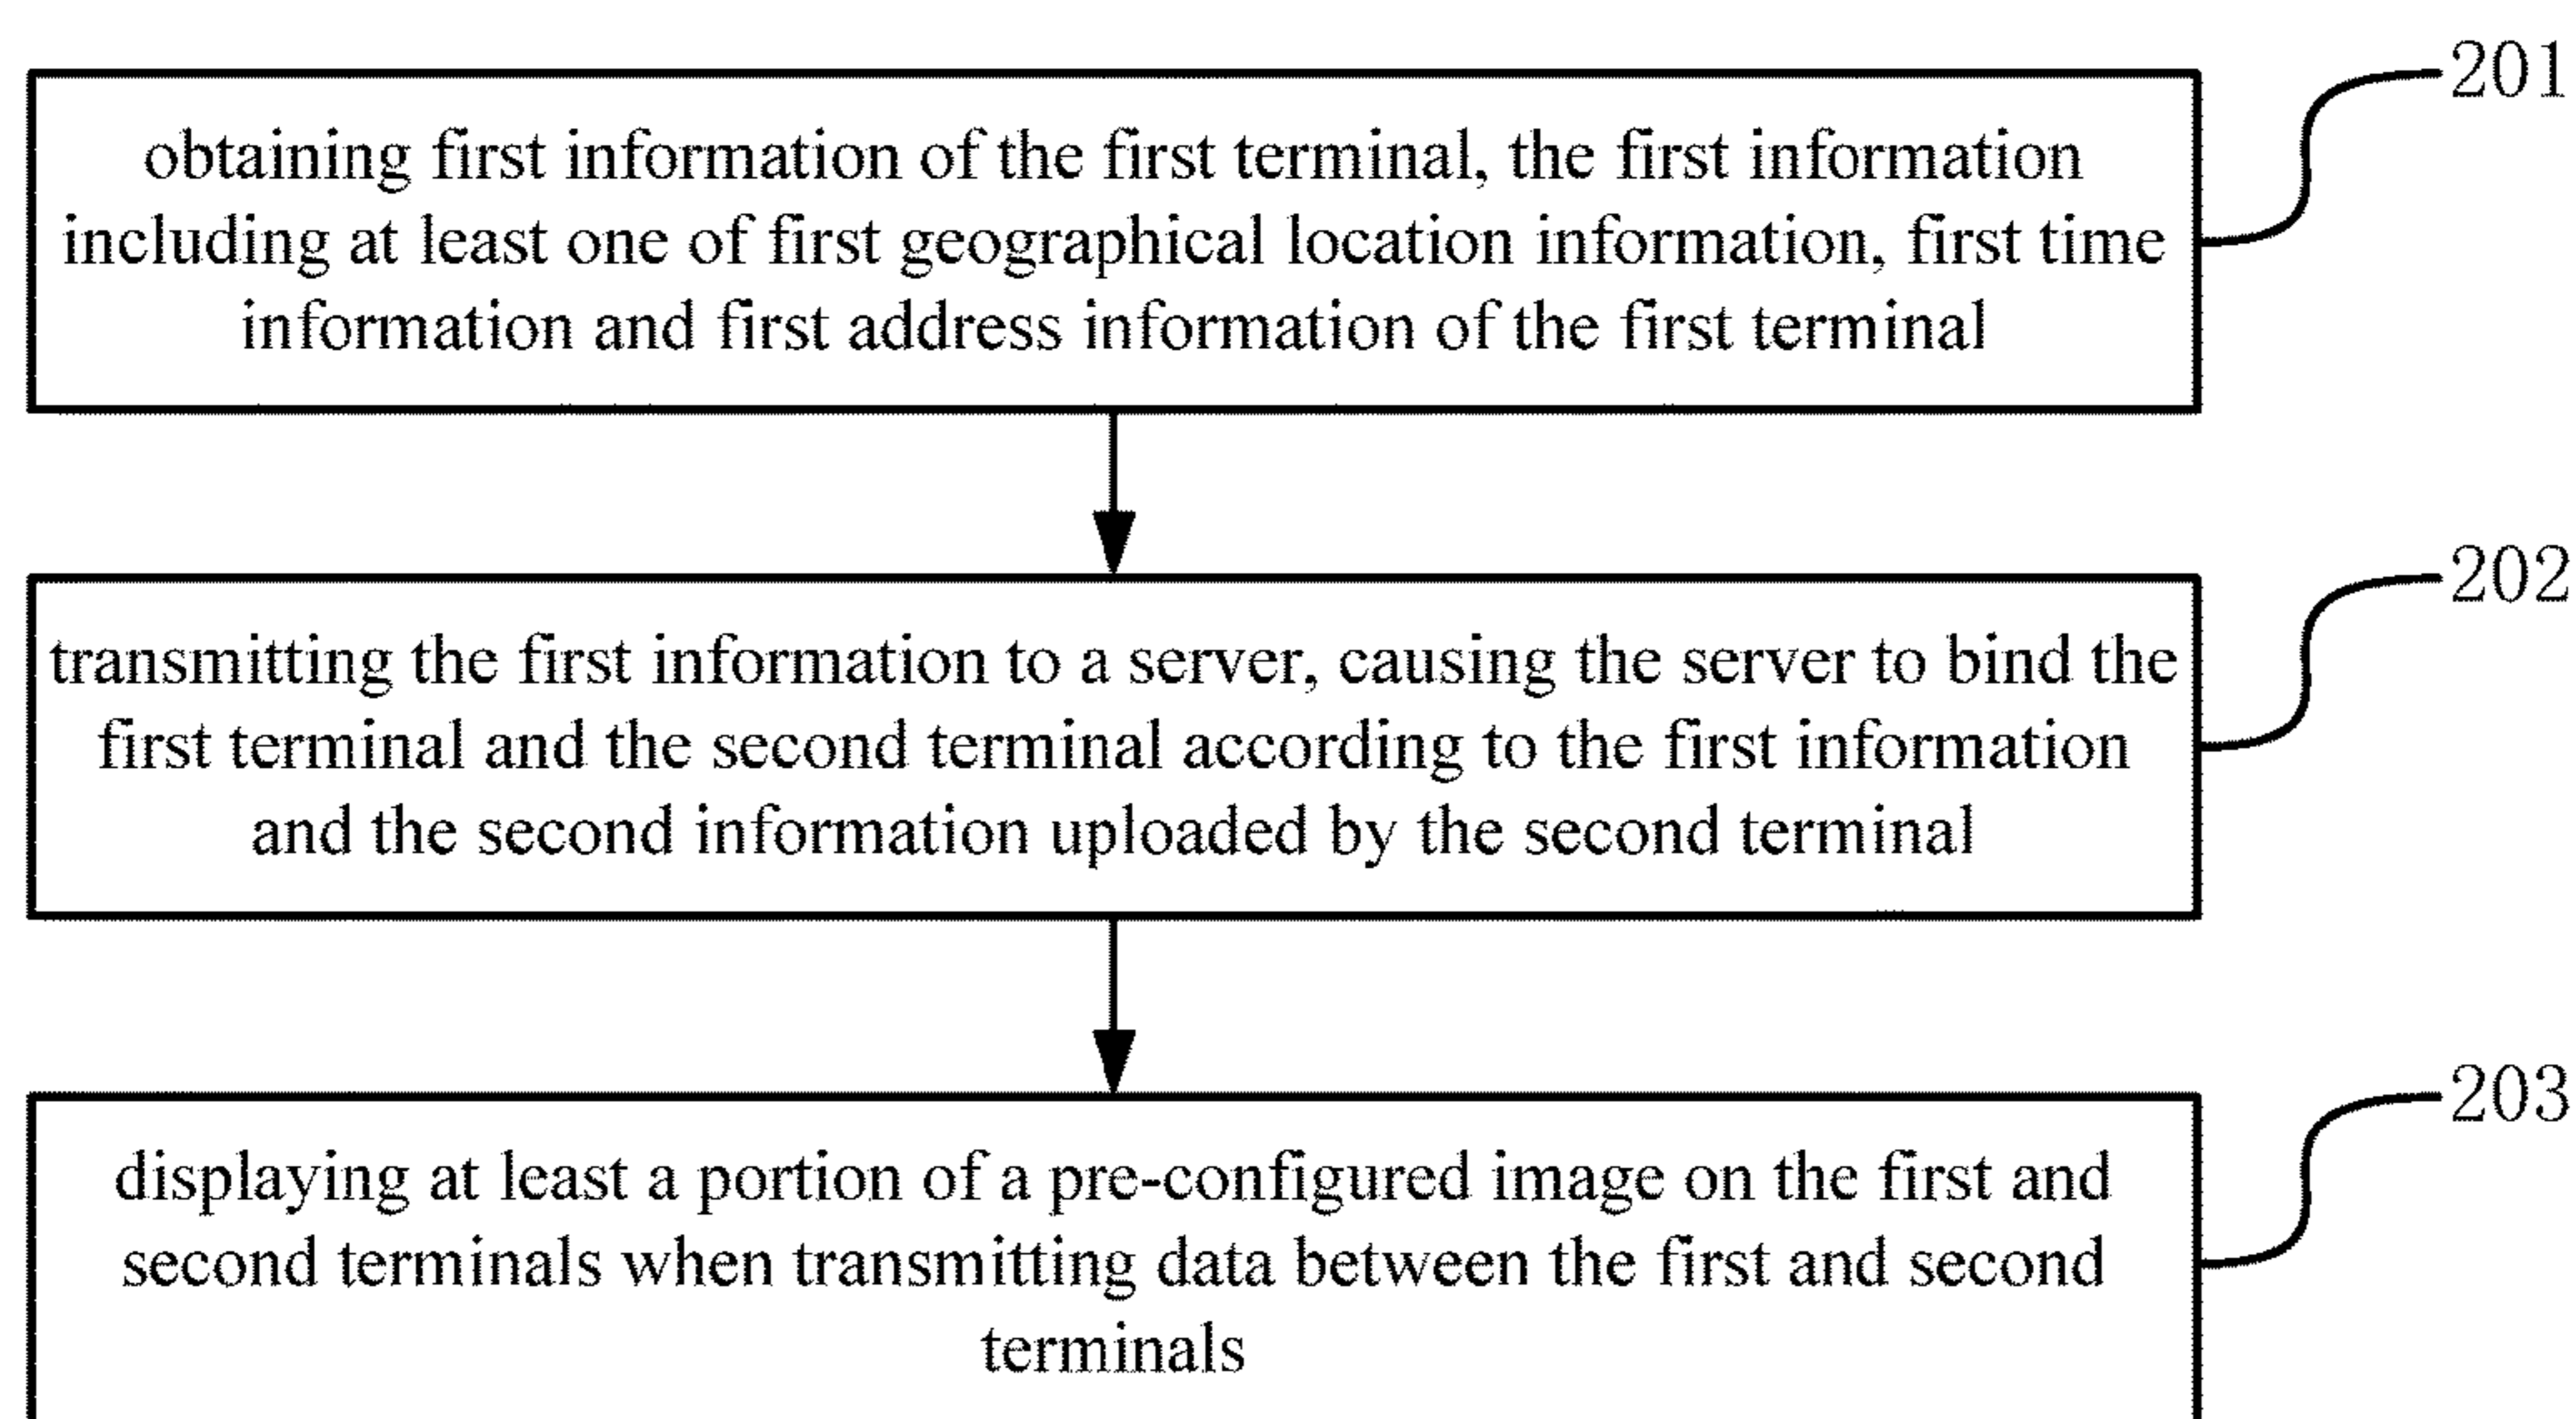 201
obtaining first information of the first terminal, the first information
including at least one of first geographical location information, first time
information and first address information of the first terminal
202
transmitting the first information to a server, causing the server to bind the
first terminal and the second terminal according to the first information
and the second information uploaded by the second terminal
203
displaying at least a portion of a pre-configured image on the first and
second terminals when transmitting data between the first and second
terminals